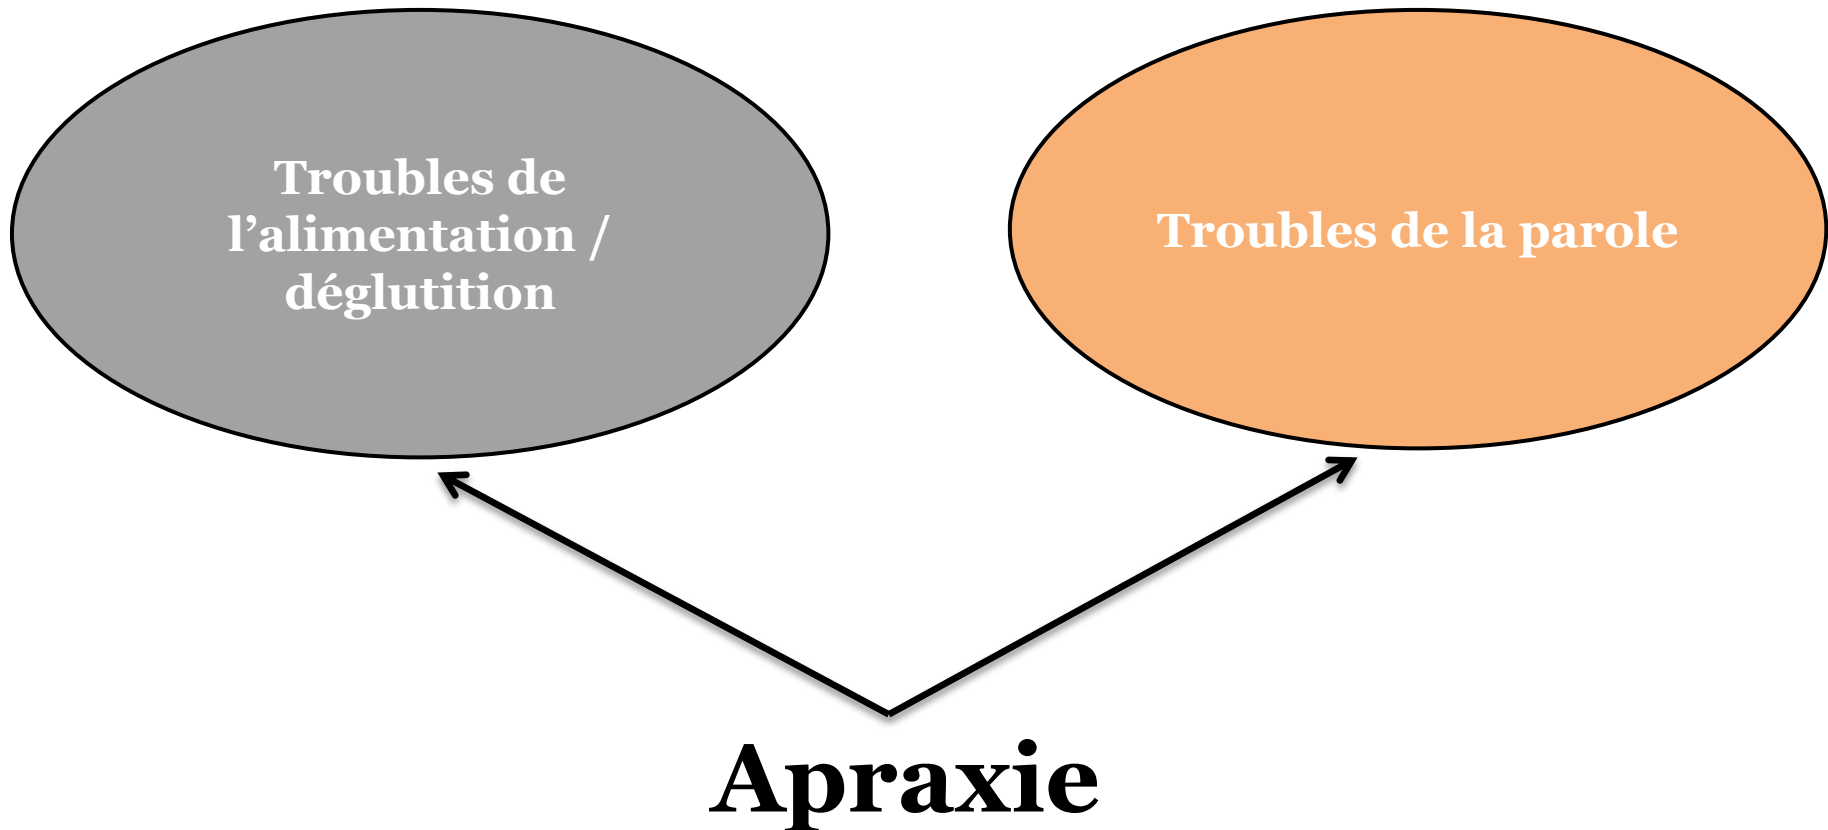 Troubles de
l’alimentation /
déglutition
Troubles de la parole
Apraxie